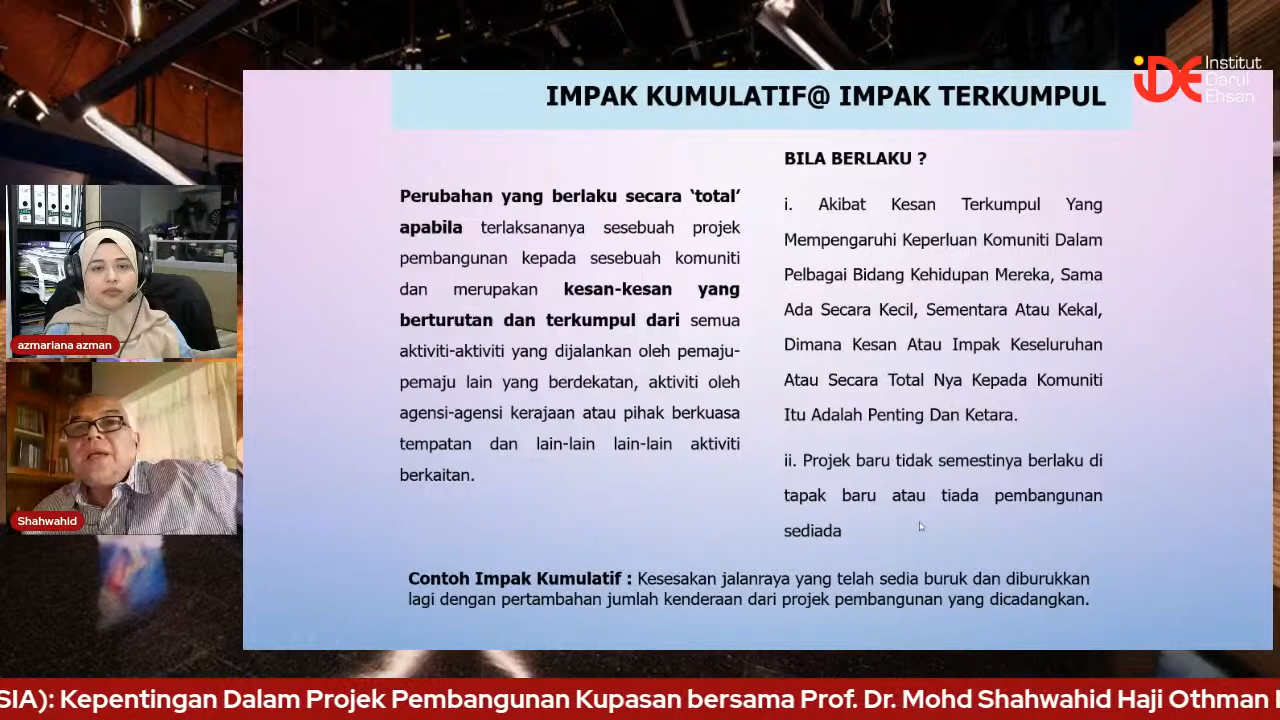 Institut
Darul
Ehsan
IMPAK KUMULATIF@ IMPAK TERKUMPUL
Perubahan yang berlaku secara ‘total’
apabila terlaksananya sesebuah projek
pembangunan kepada sesebuah komuniti
dan merupakan kesan-kesan yang
berturutan dan terkumpul dari semua
aktiviti-aktiviti yang dijalankan oleh pemaju-
pemaju lain yang berdekatan, aktiviti oleh
agensi-agensi kerajaan atau pihak berkuasa
tempatan dan lain-lain lain-lain aktiviti
berkaitan.
BILA BERLAKU ?
i. Akibat Kesan Terkumpul Yang
Mempengaruhi Keperluan Komuniti Dalam
Pelbagai Bidang Kehidupan Mereka, Sama
Ada Secara Kecil, Sementara Atau Kekal,
Dimana Kesan Atau Impak Keseluruhan
Atau Secara Total Nya Kepada Komuniti
Itu Adalah Penting Dan Ketara.
ii. Projek baru tidak semestinya berlaku di
tapak baru atau tiada pembangunan
sediada
Contoh Impak Kumulatif : Kesesakan jalanraya yang telah sedia buruk dan diburukkan
lagi dengan pertambahan jumlah kenderaan dari projek pembangunan yang dicadangkan.
azmariana azman
Shahwahid
SIA): Kepentingan Dalam Projek Pembangunan Kupasan bersama Prof. Dr. Mohd Shahwahid Haji Othman